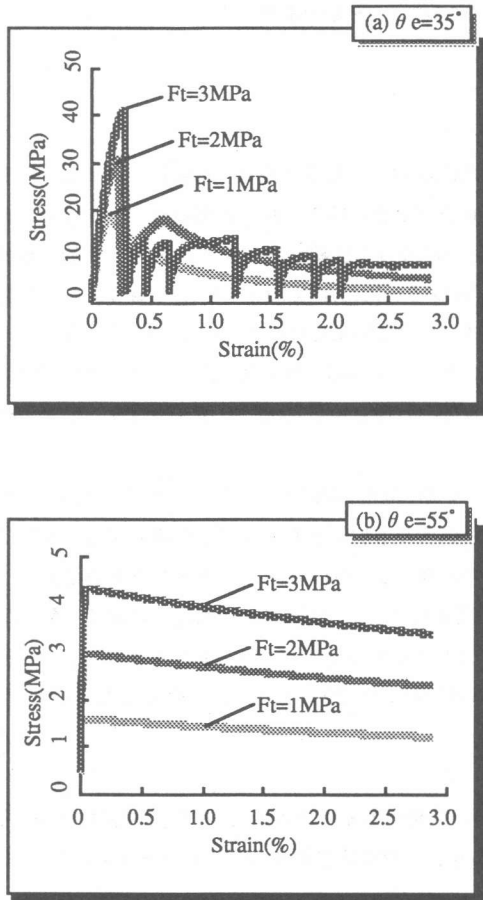 (a) θ e=35°
Stress(MPa)
50
40
30
20
10
0
Ft=3MPa
Ft=2MPa
Ft=1MPa
0 0.5 1.0 1.5 2.0 2.5 3.0
Strain(%)
(b) θ e=55°
Stress(MPa)
5
4
3
2
1
0
Ft=3MPa
Ft=2MPa
Ft=1MPa
0 0.5 1.0 1.5 2.0 2.5 3.0
Strain(%)